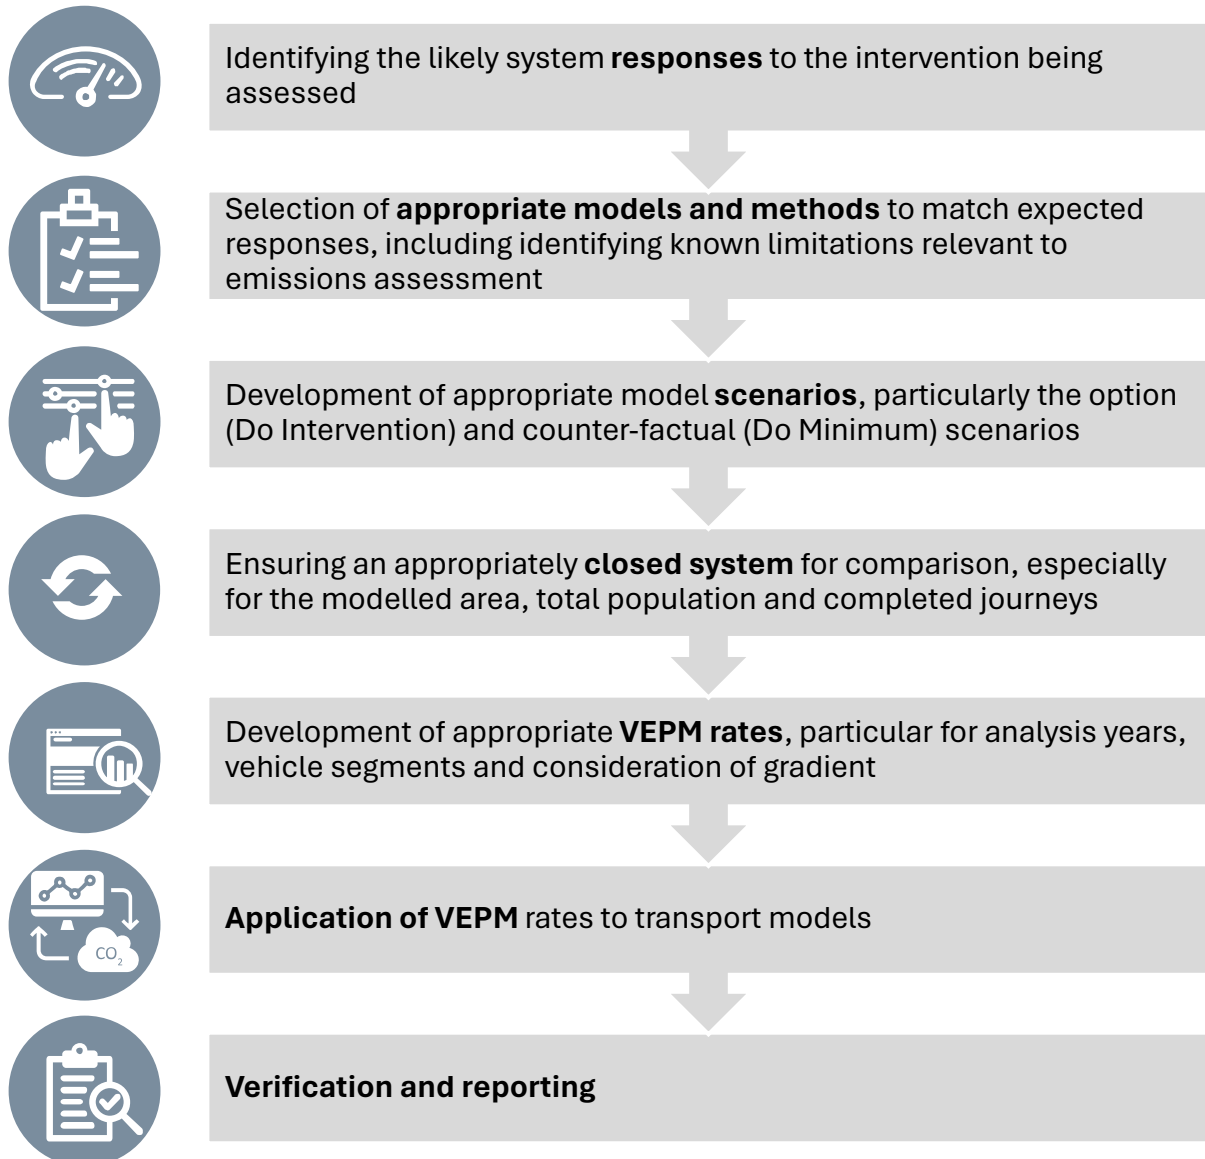 Identifying the likely system responses to the intervention being
assessed
Selection of appropriate models and methods to match expected
responses, including identifying known limitations relevant to
emissions assessment
Development of appropriate model scenarios, particularly the option
(Do Intervention) and counter-factual (Do Minimum) scenarios
Ensuring an appropriately closed system for comparison, especially
for the modelled area, total population and completed journeys
Development of appropriate VEPM rates, particular for analysis years,
vehicle segments and consideration of gradient
Application of VEPM rates to transport models
CO2
Verification and reporting